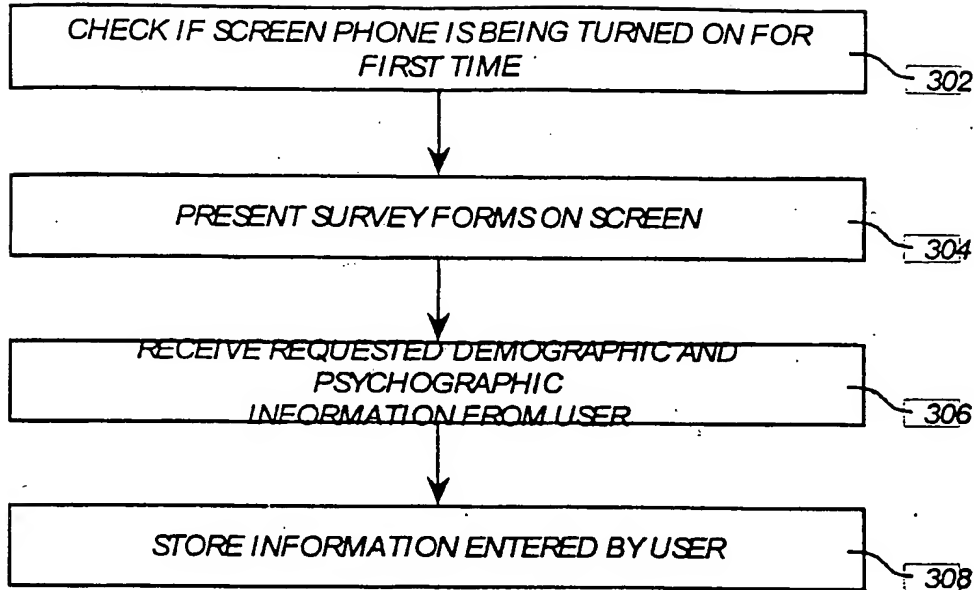 CHECK IF SCREEN PHONE IS BEING TURNED ON FOR
FIRST TIME
302
PRESENT SURVEY FORMS ON SCREEN
304
RECEIVE REQUESTED DEMOGRAPHIC AND
PSYCHOGRAPHIC
INFORMATION FROM USER
306
STORE INFORMATION ENTERED BY USER
308